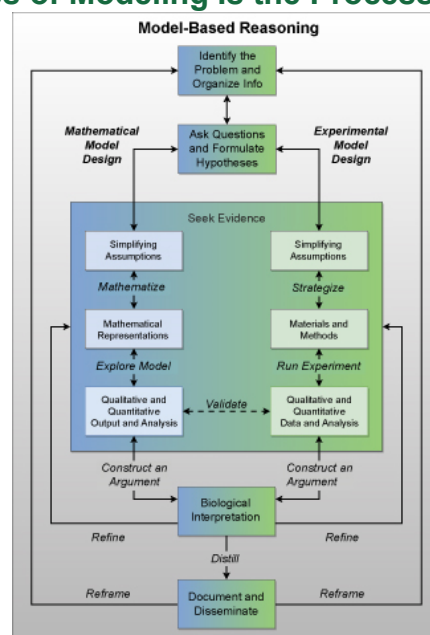 s of Modeling is the Process
Model-Based Reasoning
Identify the
Problem and
Organize Info
Mathematical
Model
Design
Ask Questions
and Formulate
Hypotheses
Experimental
Model
Design
Seek Evidence
Simplifying
Assumptions
Simplifying
Assumptions
Mathematize
Strategize
Mathematical
Representations
Materials and
Methods
Explore Model
Run Experiment
Qualitative and
Quantitative
Output and Analysis
Validate
Qualitative and
Quantitative
Data and Analysis
Construct an
Argument
Construct an
Argument
Biological
Interpretation
Refine
Refine
Distill
Reframe
Document and
Disseminate
Reframe